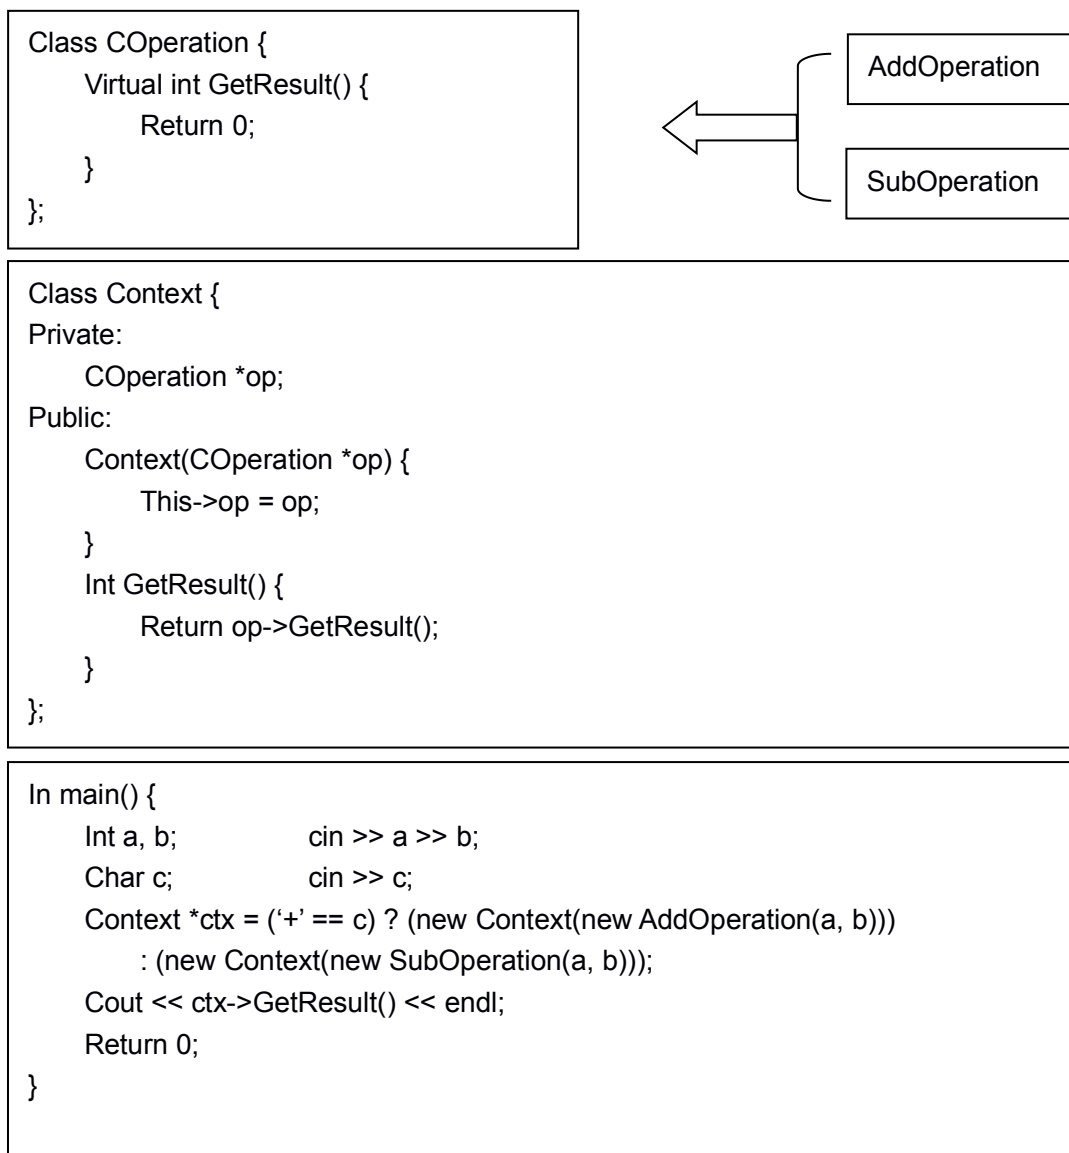 Class COperation {
Virtual int GetResult() {
Return 0;
}
};
AddOperation
SubOperation
Class Context {
Private:
COperation *op;
Public:
Context(COperation *op) {
This->op = op;
}
Int GetResult() {
Return op->GetResult();
}
};
In main() {
Int a, b; cin >> a >> b;
Char c; cin >> c;
Context *ctx = (‘+’ == c) ? (new Context(new AddOperation(a, b)))
: (new Context(new SubOperation(a, b)));
Cout << ctx->GetResult() << endl;
Return 0;
}